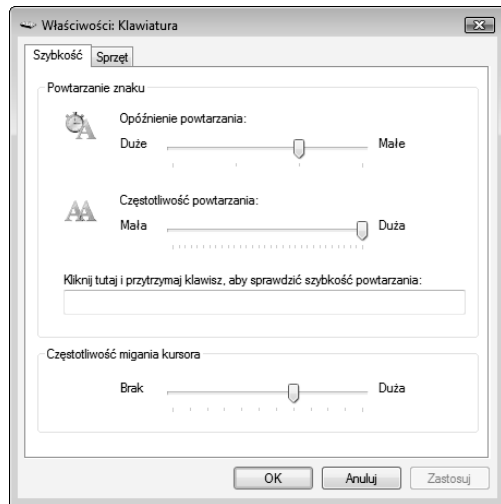 Właściwości: Klawiatura
Szybkość Sprzęt
Powtarzanie znaku
Opóźnienie powtarzania:
Duże Małe
Częstotliwość powtarzania:
Mała Duża
Kliknij tutaj i przytrzymaj klawisz, aby sprawdzić szybkość powtarzania:
Częstotliwość migania kursora
Brak Duża
OK Anuluj Zastosuj